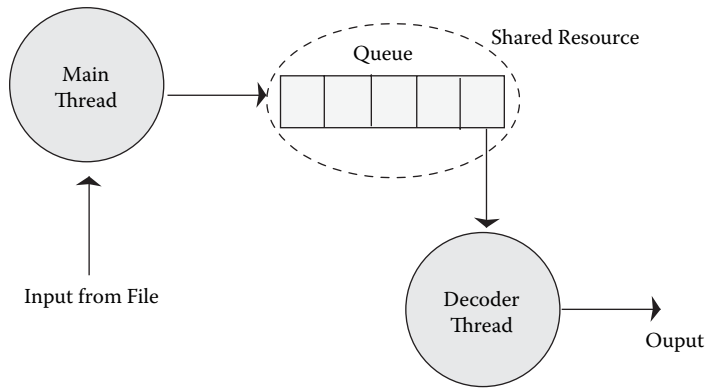 Shared Resource
Queue
Main
Thread
Input from File
Decoder
Thread
Ouput